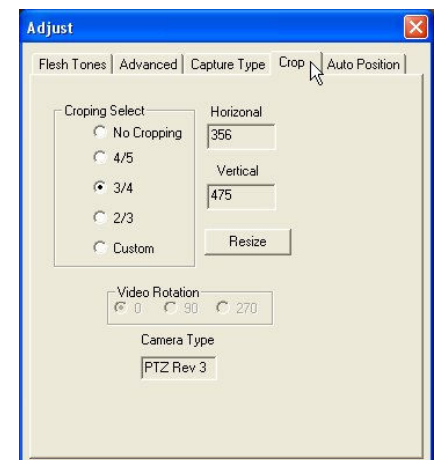 Adjust
Flesh Tones Advanced Capture Type Crop Auto Position
Croping Select
No Cropping
4/5
3/4
2/3
Custom
Horizonal
356
Vertical
475
Resize
Video Rotation
0 90 270
Camera Type
PTZ Rev 3